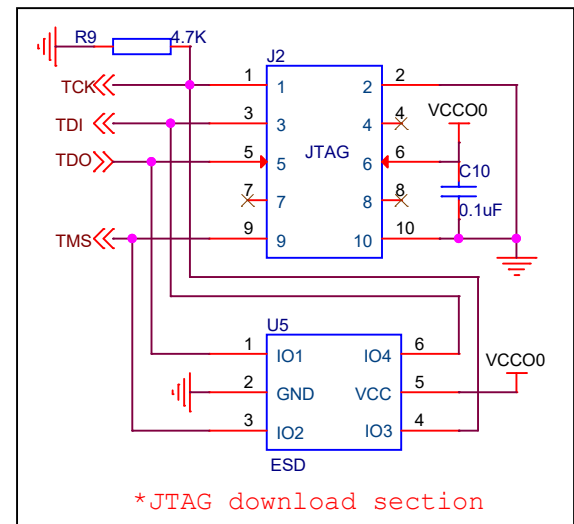 R9 4.7K
J2
TCK 1 1 2 2
VCCO0
TDI 3 3 4 4
TDO 5 5 JTAG 6 6
C10
7 7 8 8
0.1uF
TMS 9 9 10 10
U5
1 IO1 IO4 6
VCCO0
2 GND VCC 5
3 IO2 IO3 4
ESD
*JTAG download section